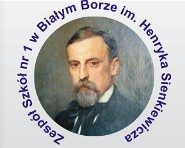 Zespół Szkół nr 1 w Białym Borze im. Henryka Sienkiewicza